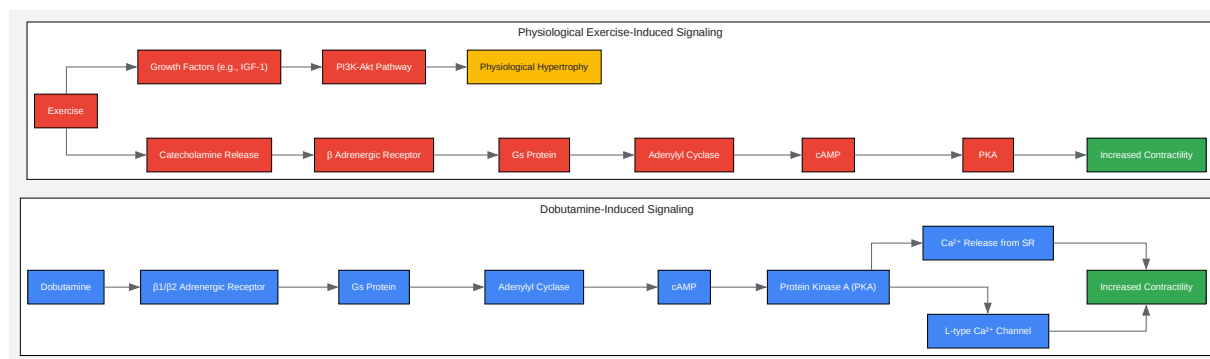 Physiological Exercise-Induced Signaling
Growth Factors (e.g., IGF-1)
PI3K-Akt Pathway
Physiological Hypertrophy
Exercise
Catecholamine Release
β Adrenergic Receptor
Gs Protein
Adenylyl Cyclase
cAMP
PKA
Increased Contractility
Dobutamine-Induced Signaling
Ca²⁺ Release from SR
Dobutamine
β1/β2 Adrenergic Receptor
Gs Protein
Adenylyl Cyclase
cAMP
Protein Kinase A (PKA)
Increased Contractility
L-type Ca²⁺ Channel